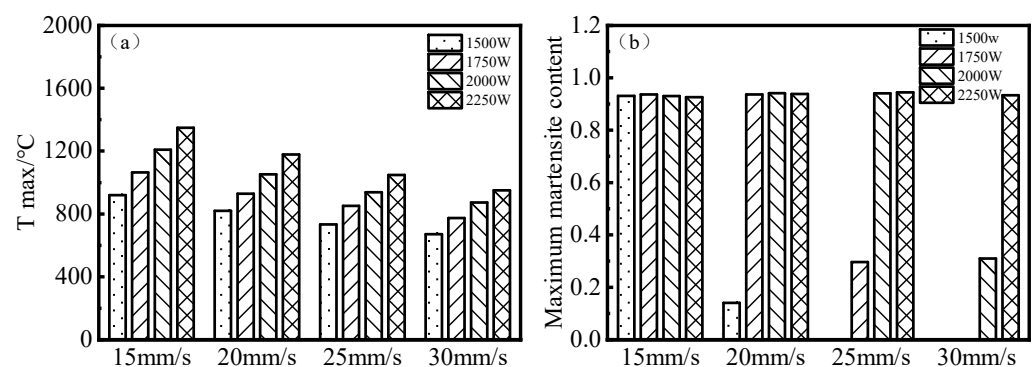 2000
1600
1200
800
400
0
T max/℃
（a）
1500W
1750W
2000W
2250W
15mm/s 20mm/s 25mm/s 30mm/s
1.2
1.0
0.8
0.6
0.4
0.2
0.0
Maximum martensite content
（b）
1500w
1750W
2000W
2250W
15mm/s 20mm/s 25mm/s 30mm/s